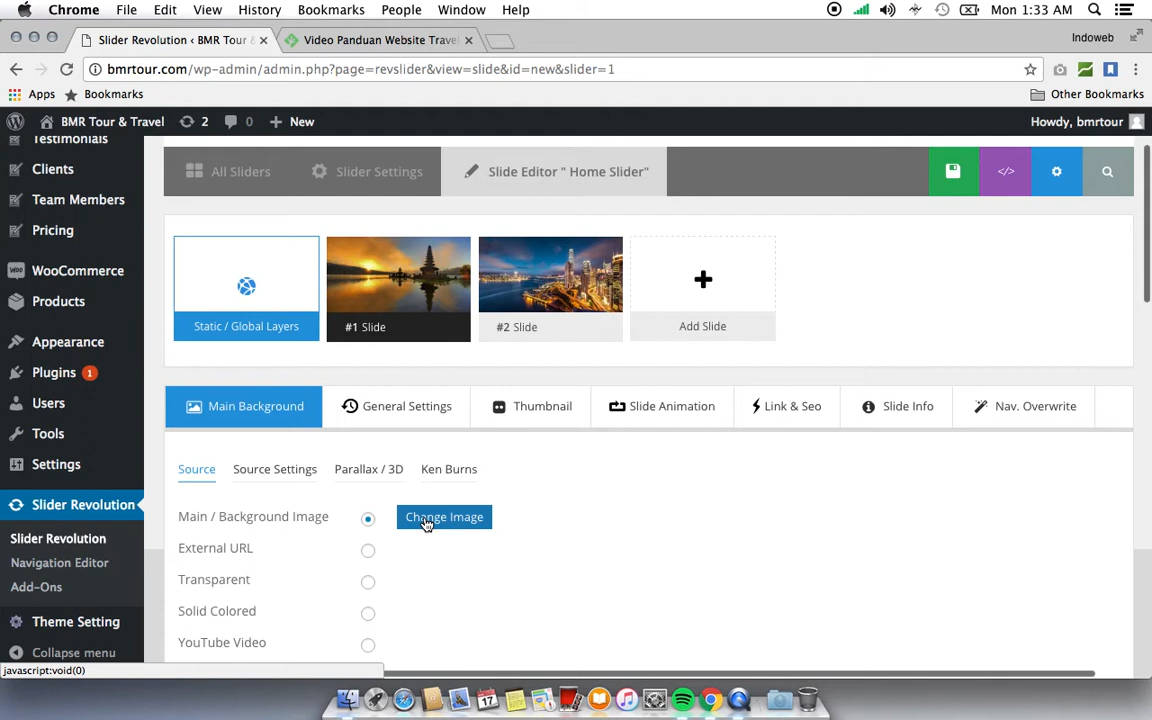 Chrome File Edit View History Bookmarks People Window Help Mon 1:33 AM
Slider Revolution ‹ BMR Tour & Video Panduan Website Trave Indoweb
bmrtour.com/wp-admin/admin.php?page=revslider&view=slide&id=new&slider=1
Apps Bookmarks Other Bookmarks
BMR Tour & Travel 2 0 New Howdy, bmrtour
Testimonials
Clients
Team Members
Pricing
WooCommerce
Products
Appearance
Plugins 1
Users
Tools
Settings
Slider Revolution
Slider Revolution
Navigation Editor
Add-Ons
Theme Setting
Collapse menu
javascript:void(0)
All Sliders Slider Settings Slide Editor " Home Slider" </>
Static / Global Layers #1 Slide #2 Slide Add Slide
Main Background General Settings Thumbnail Slide Animation Link & Seo Slide Info Nav. Overwrite
Source Source Settings Parallax / 3D Ken Burns
Main / Background Image Change Image
External URL
Transparent
Solid Colored
YouTube Video
17